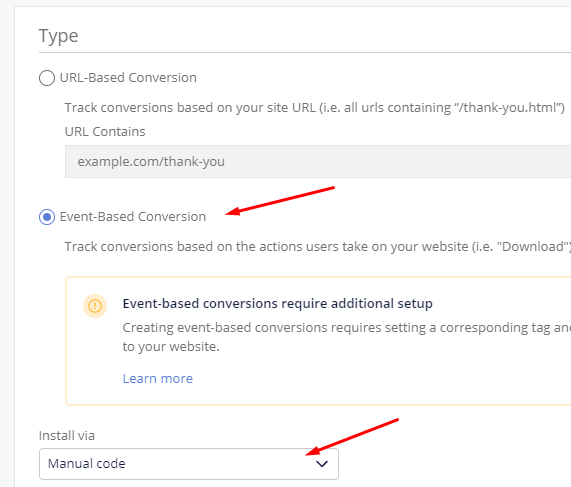 Type
URL-Based Conversion
Track conversions based on your site URL (i.e. all urls containing “/thank-you.html”)
URL Contains
example.com/thank-you
Event-Based Conversion
Track conversions based on the actions users take on your website (i.e. "Download")
Event-based conversions require additional setup
Creating event-based conversions requires setting a corresponding tag and
to your website.
Learn more
Install via
Manual code